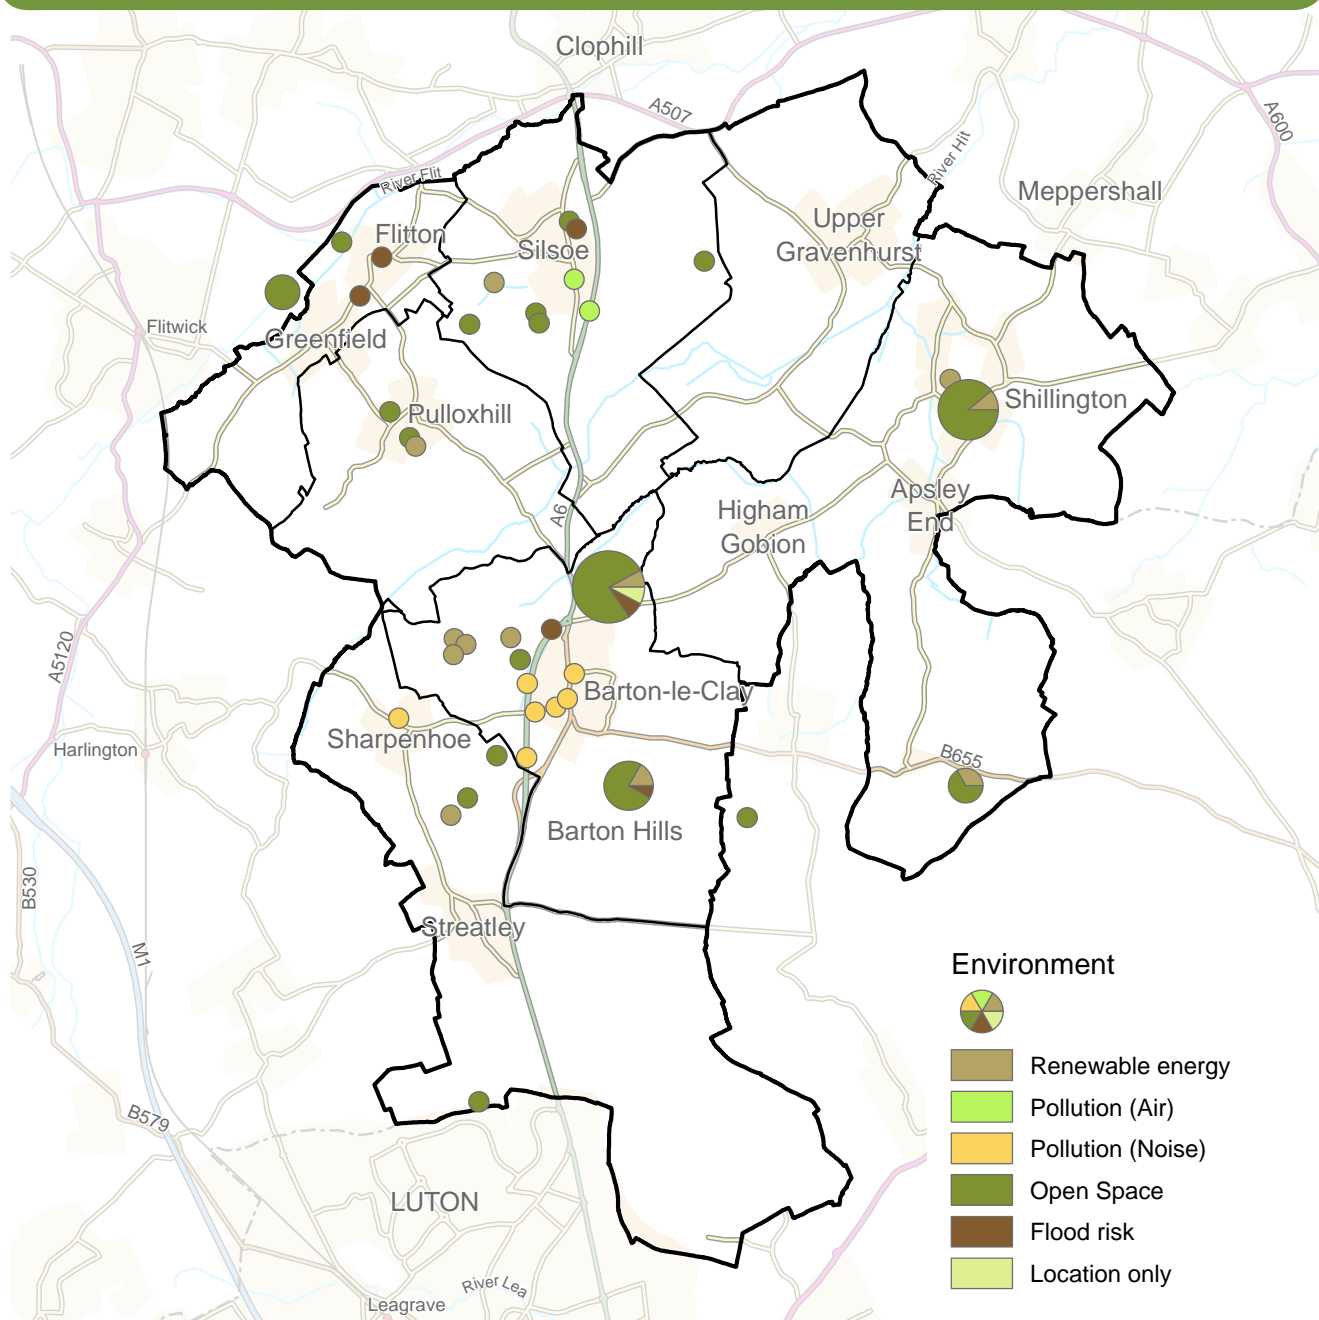 Clophill
A507
A600
River Hit
River Flit
Meppershall
Upper
Gravenhurst
Flitton
Silsoe
Flitwick
Greenfield
Shillington
Pulloxhill
Apsley
End
Higham
Gobion
A6
A5120
Barton-le-Clay
Sharpenhoe
Harlington
B655
Barton Hills
B530
Streatley
M1
B579
LUTON
River Lea
Leagrave
Environment
Renewable energy
Pollution (Air)
Pollution (Noise)
Open Space
Flood risk
Location only